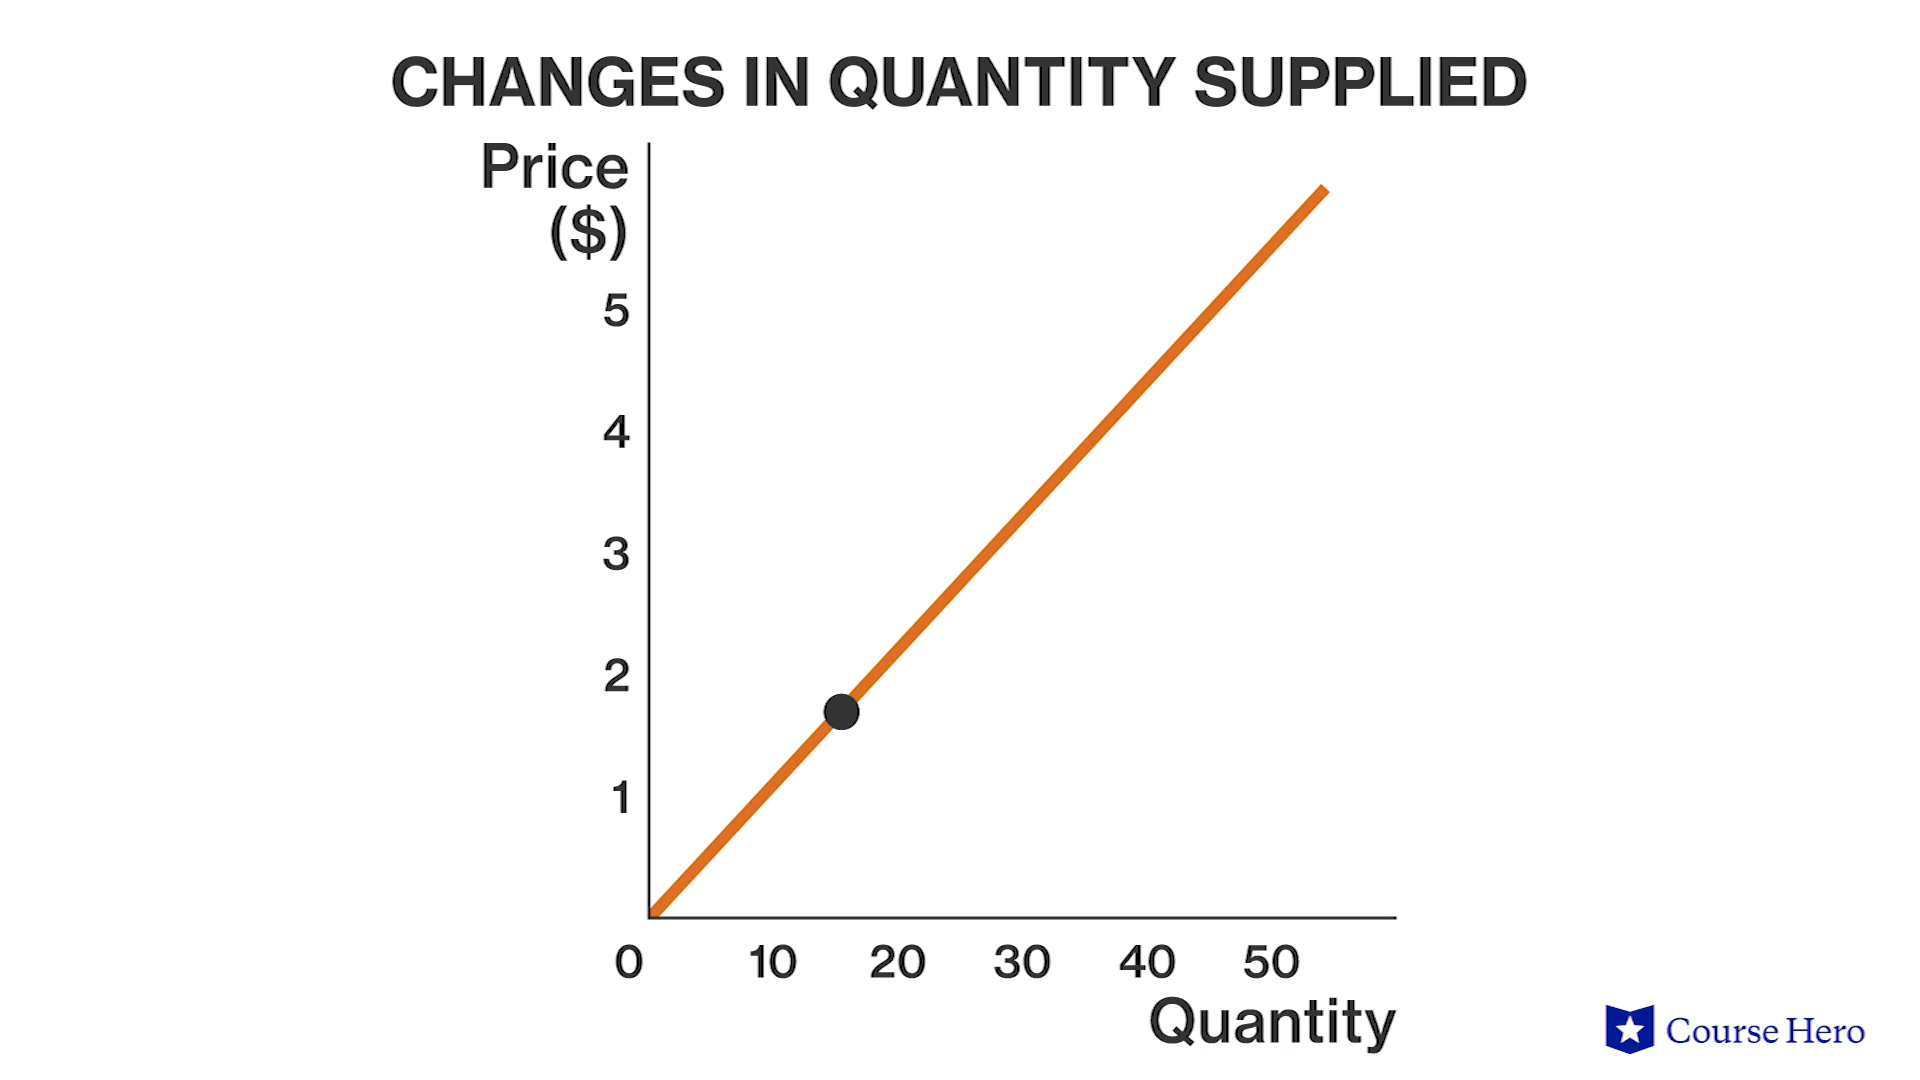 CHANGES IN QUANTITY SUPPLIED
Price
($)
5
4
3
2
1
0 10 20 30 40 50
Quantity
Course Hero